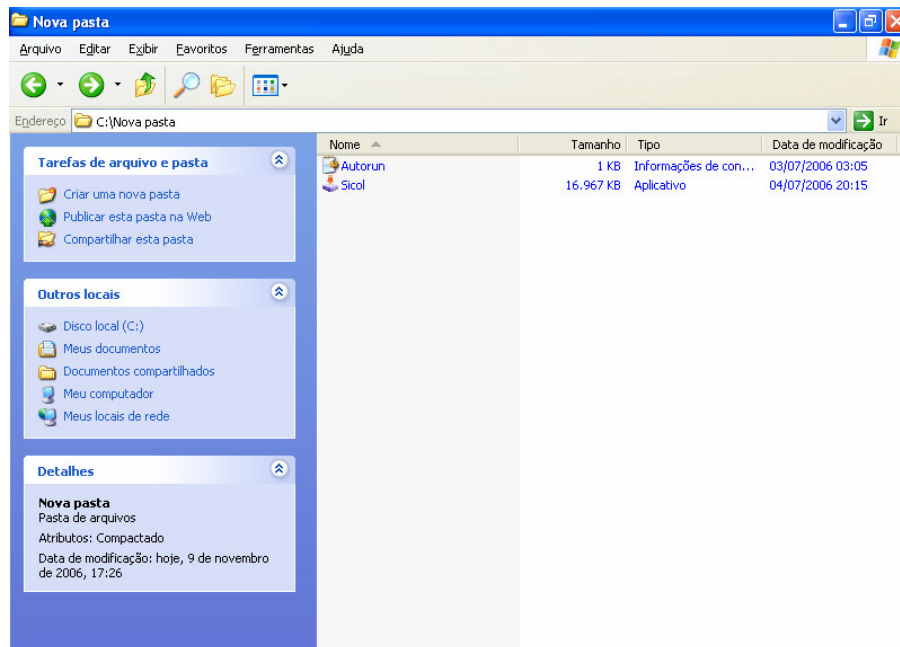 Nova pasta
Arquivo Editar Exibir Favoritos Ferramentas Ajuda
Endereço C:\Nova pasta Ir
Tarefas de arquivo e pasta
Criar uma nova pasta
Publicar esta pasta na Web
Compartilhar esta pasta
Outros locais
Disco local (C:)
Meus documentos
Documentos compartilhados
Meu computador
Meus locais de rede
Detalhes
Nova pasta
Pasta de arquivos
Atributos: Compactado
Data de modificação: hoje, 9 de novembro
de 2006, 17:26
Nome Tamanho Tipo Data de modificação
Autorun 1 KB Informações de con... 03/07/2006 03:05
Sicol 16.967 KB Aplicativo 04/07/2006 20:15